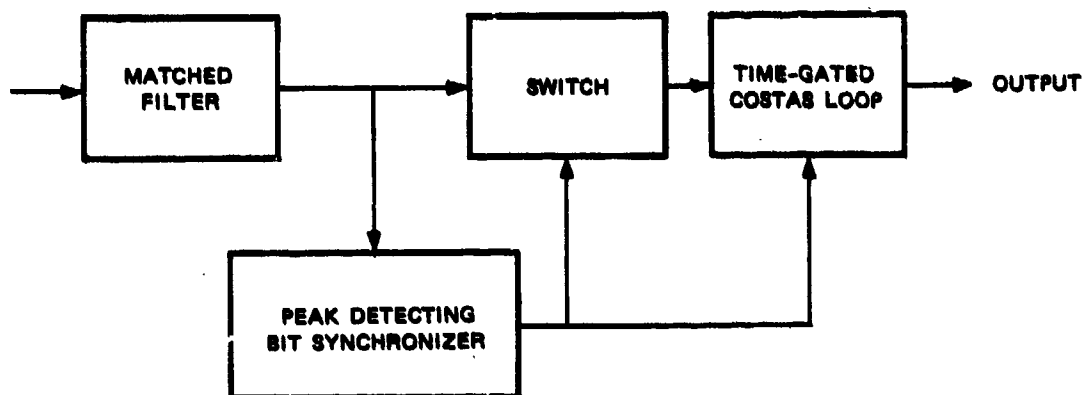 MATCHED
FILTER
SWITCH
TIME-GATED
COSTAS LOOP
OUTPUT
PEAK DETECTING
BIT SYNCHRONIZER